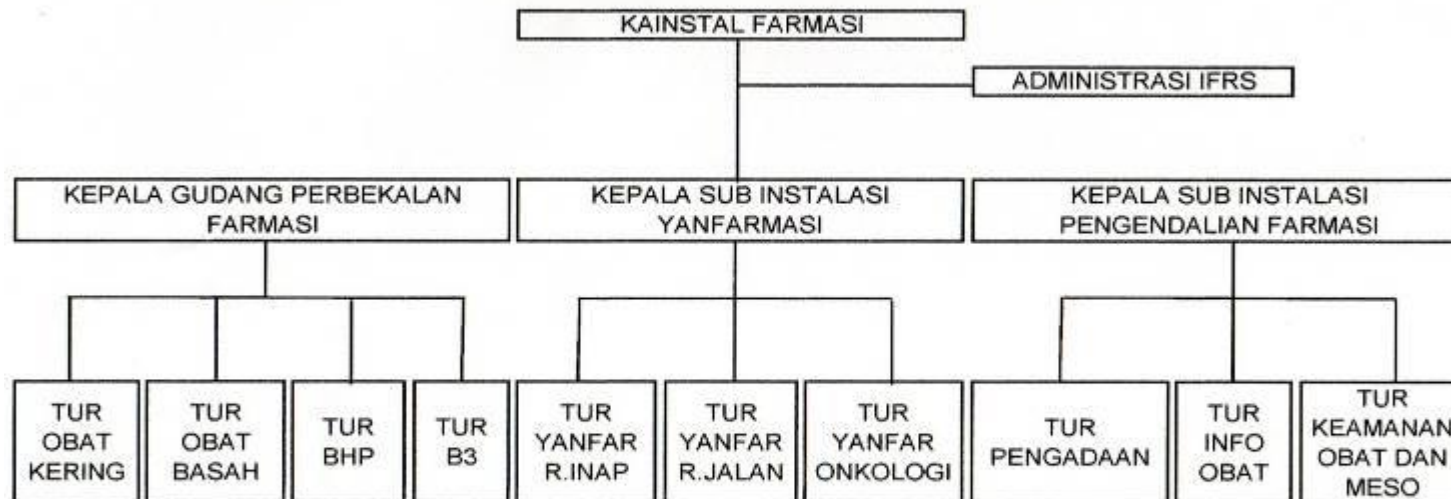 KAINSTAL FARMASI
ADMINISTRASI IFRS
KEPALA GUDANG PERBEKALAN
FARMASI
KEPALA SUB INSTALASI
YANFARMASI
KEPALA SUB INSTALASI
PENGENDALIAN FARMASI
TUR
OBAT
KERING
TUR
OBAT
BASAH
TUR
BHP
TUR
B3
TUR
YANFAR
R.INAP
TUR
YANFAR
R.JALAN
TUR
YANFAR
ONKOLOGI
TUR
PENGADAAN
TUR
INFO
OBAT
TUR
KEAMANAN
OBAT DAN
MESO